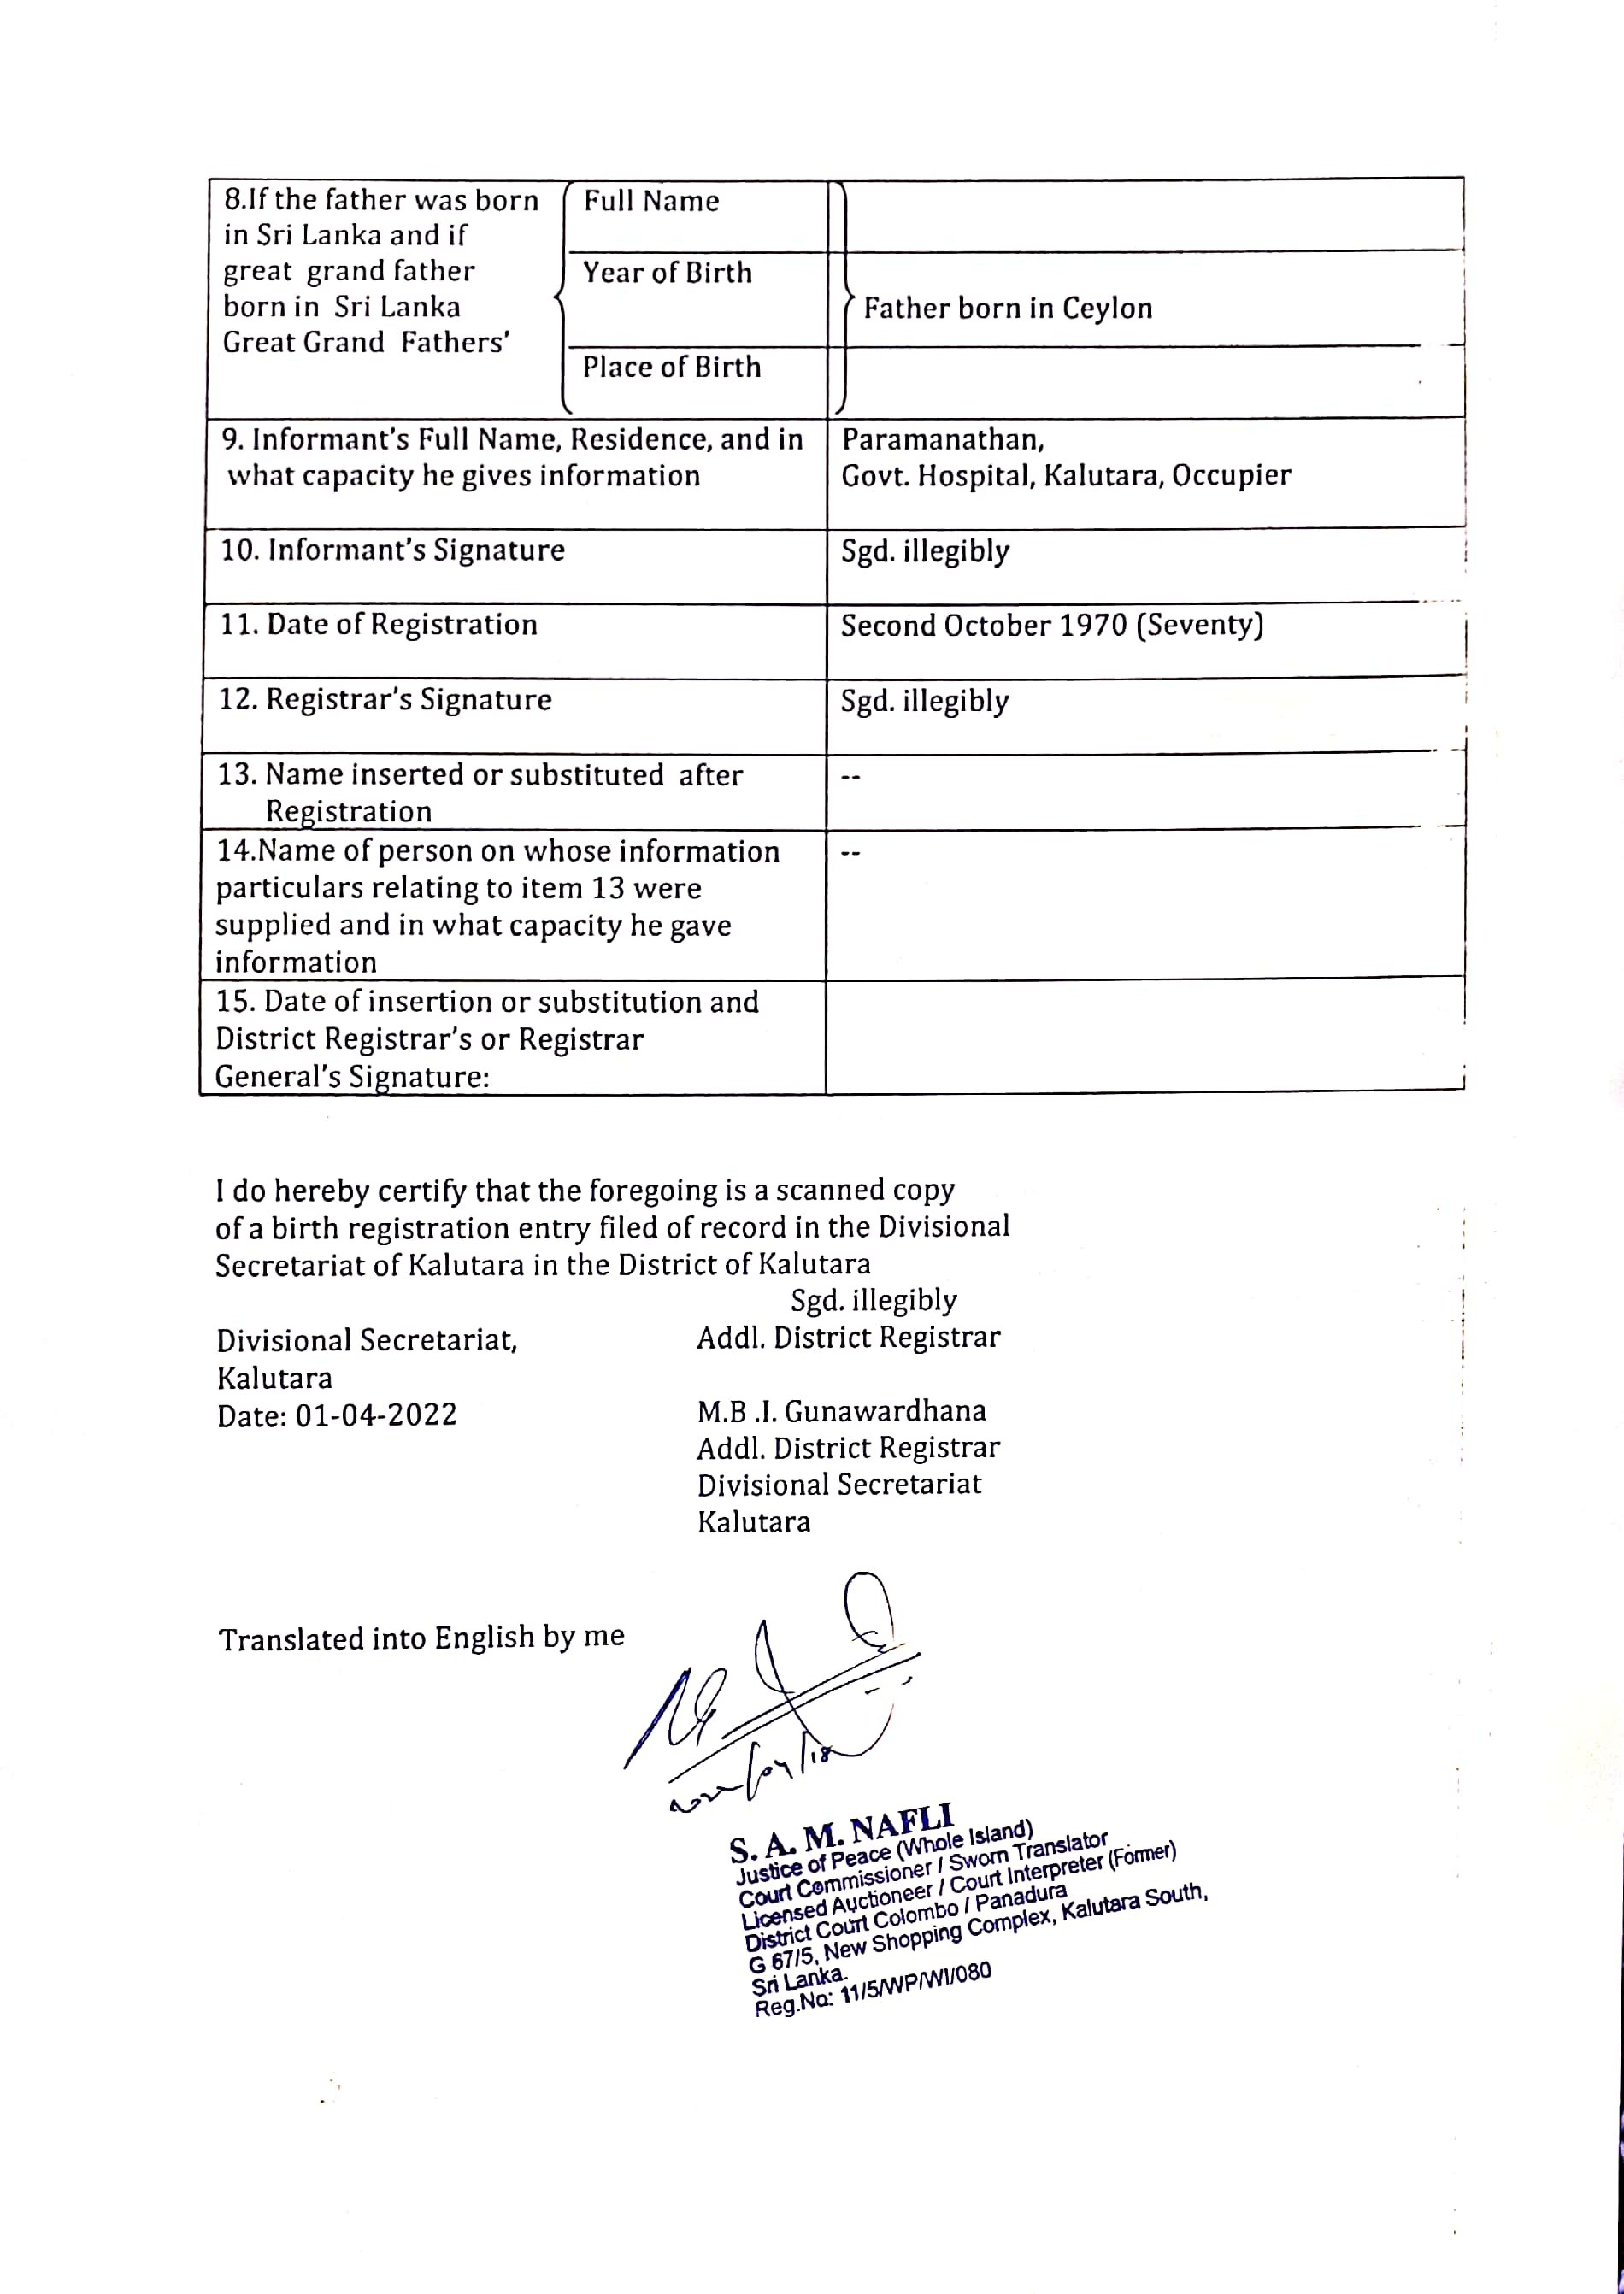 8.If the father was born
in Sri Lanka and if
great grand father
born in Sri Lanka
Great Grand Fathers'
Full Name
Year of Birth
Place of Birth
Father born in Ceylon
9. Informant's Full Name, Residence, and in
what capacity he gives information
Paramanathan,
Govt. Hospital, Kalutara, Occupier
10. Informant's Signature
Sgd. illegibly
11. Date of Registration
Second October 1970 (Seventy)
12. Registrar's Signature
Sgd. illegibly
13. Name inserted or substituted after
Registration
--
14.Name of person on whose information
particulars relating to item 13 were
supplied and in what capacity he gave
information
--
15. Date of insertion or substitution and
District Registrar's or Registrar
General's Signature:
I do hereby certify that the foregoing is a scanned copy
of a birth registration entry filed of record in the Divisional
Secretariat of Kalutara in the District of Kalutara
Sgd. illegibly
Divisional Secretariat,
Addl. District Registrar
Kalutara
Date: 01-04-2022
M.B .I. Gunawardhana
Addl. District Registrar
Divisional Secretariat
Kalutara
Translated into English by me
S. A. M. NAFLI
Justice of Peace (Whole Island)
Court Commissioner / Sworn Translator
Licensed Auctioneer / Court Interpreter (Former)
District Court Colombo / Panadura
G 67/5, New Shopping Complex, Kalutara South,
Sri Lanka.
Reg.No: 11/5/WP/WI/080